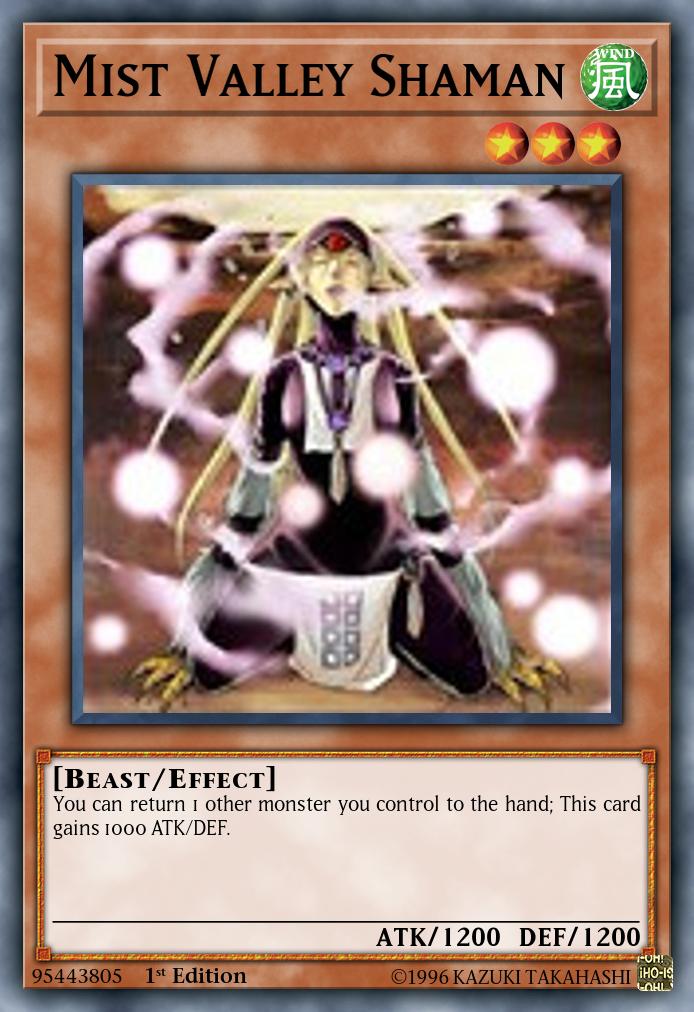 Mist Valley Shaman
WIND
風
[Beast/Effect]
You can return 1 other monster you control to the hand; This card
gains 1000 ATK/DEF.
ATK/1200 DEF/1200
95443805 1st Edition ©1996 KAZUKI TAKAHASHI